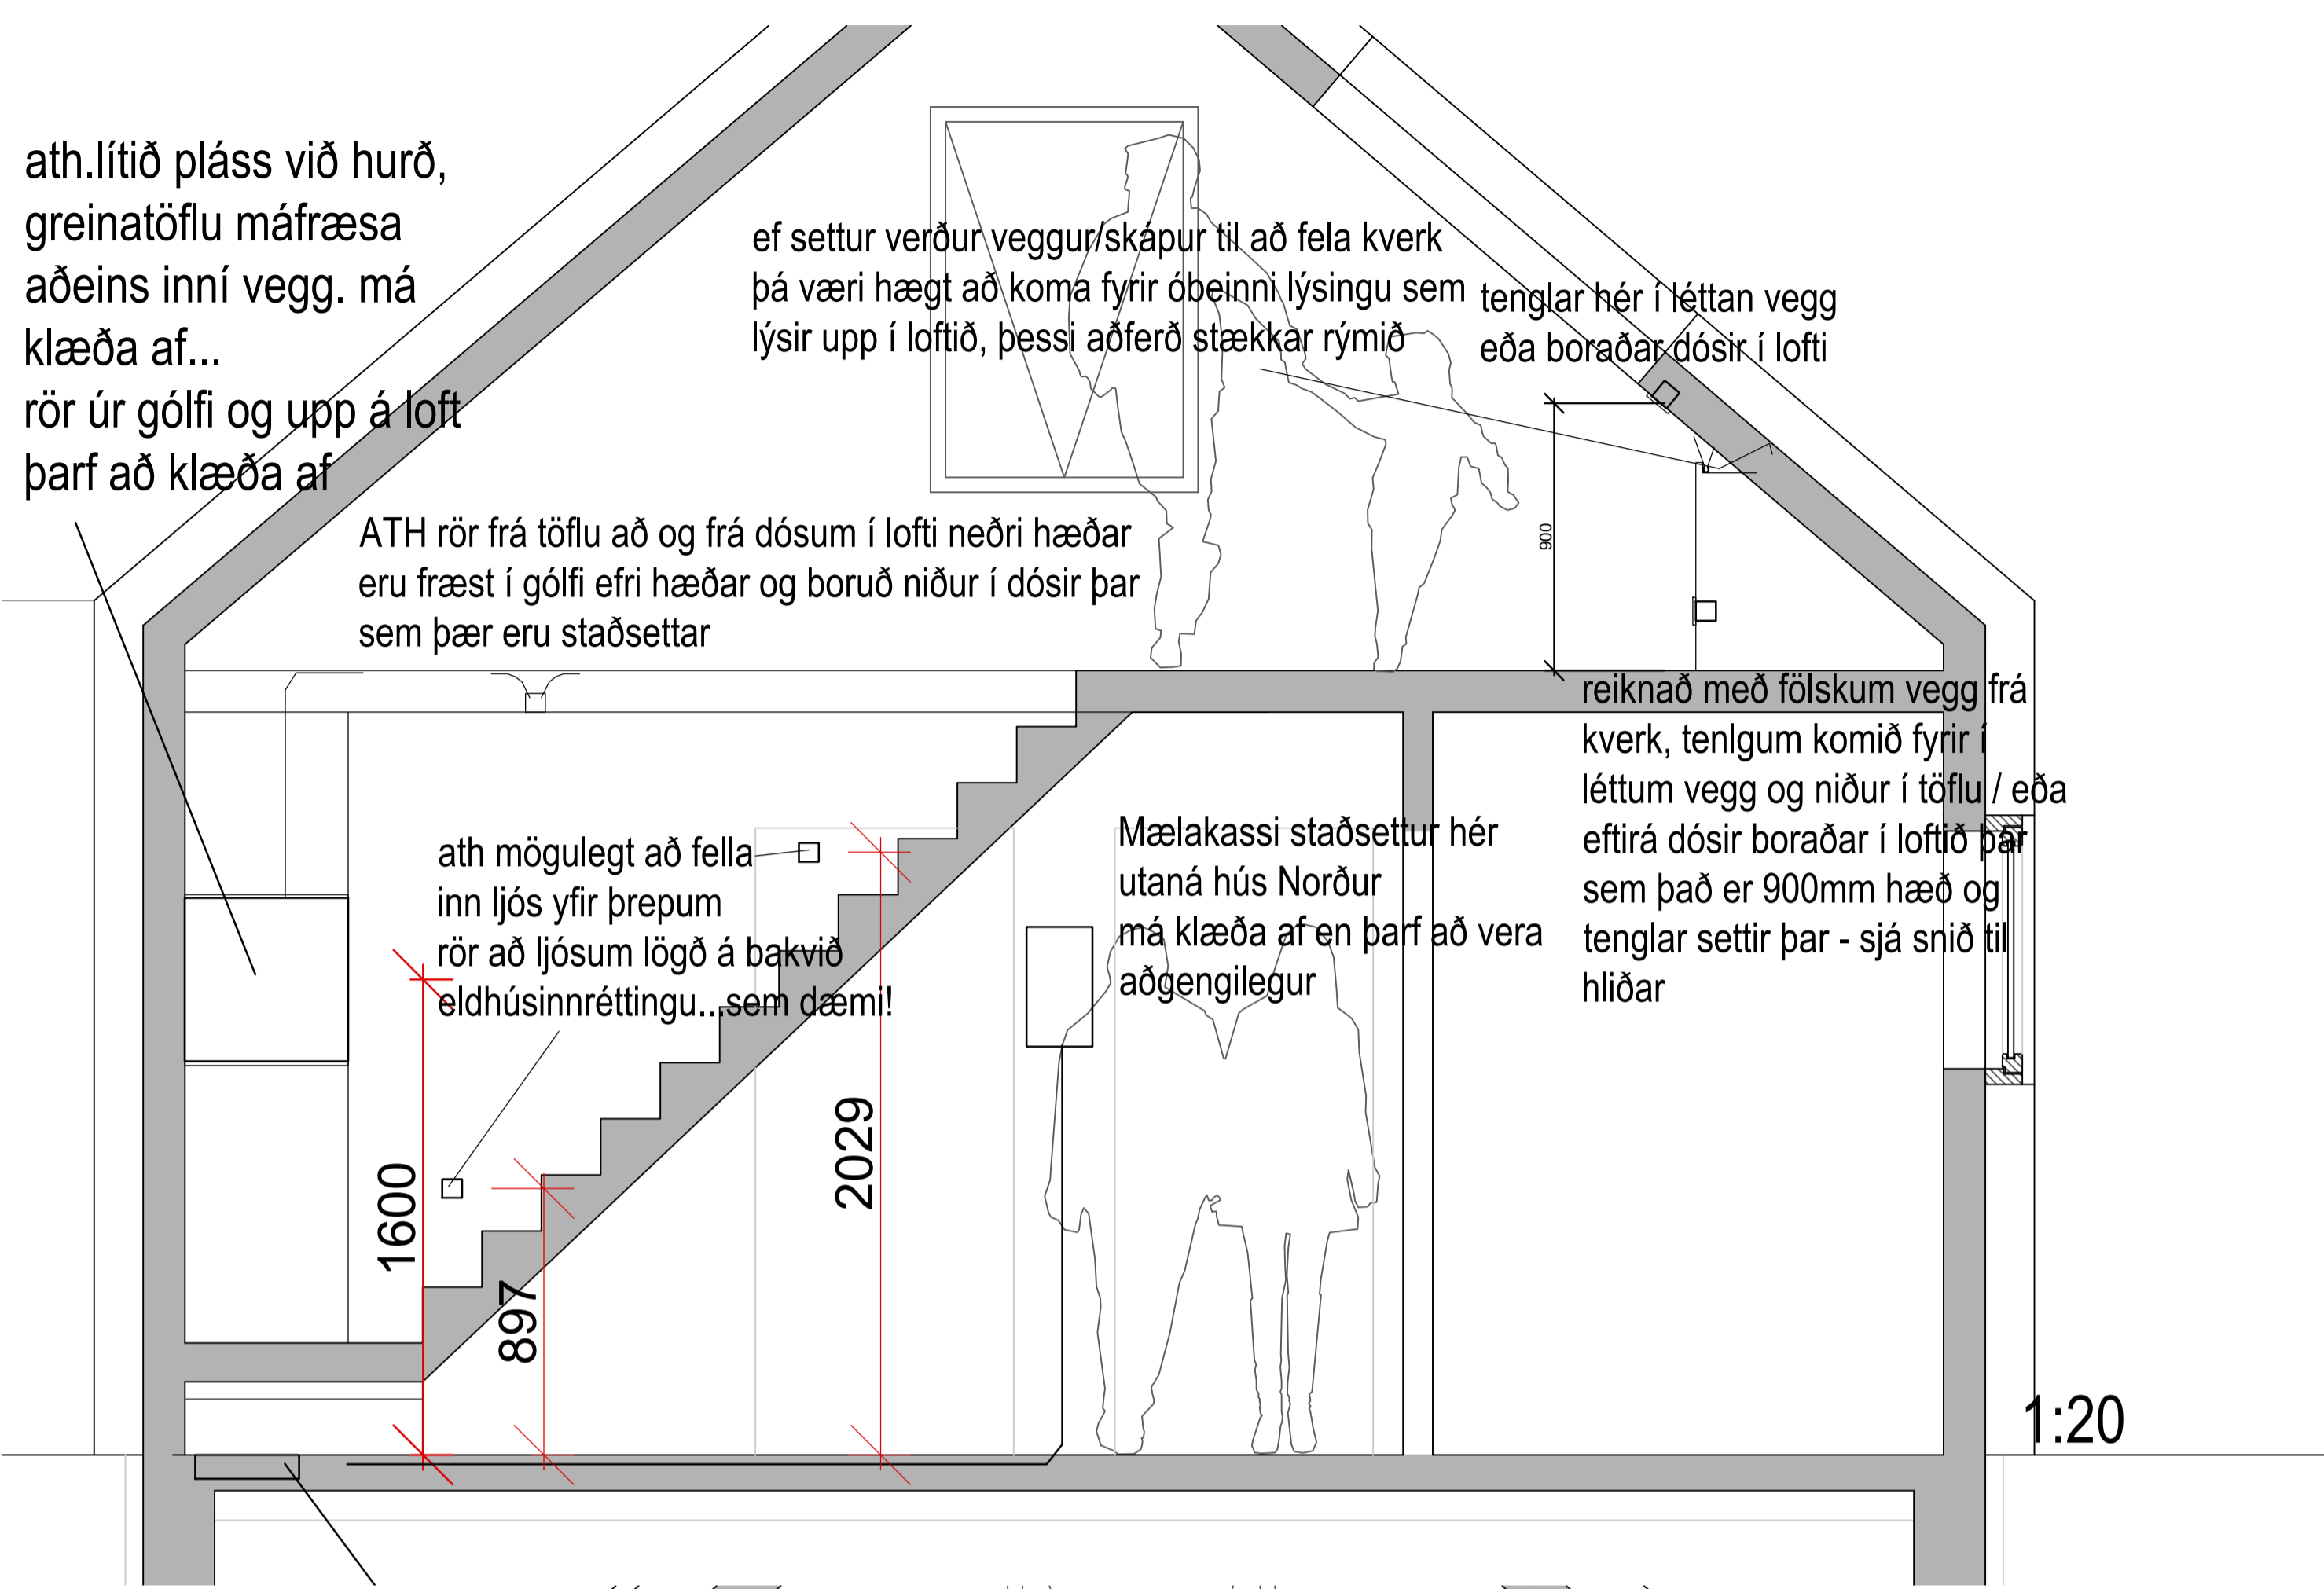 ath.lítið pláss við hurð,
greinatöflu máfræsa
aðeins inní vegg. má
klæða af...
rör úr gólfi og upp á loft
þarf að klæða af
ef settur verður veggur/skápur til að fela kverk
þá væri hægt að koma fyrir óbeinni lýsingu sem
lýsir upp í loftið, þessi aðferð stækkar rýmið
tenglar hér í léttan vegg
eða boraðar dósir í lofti
ATH rör frá töflu að og frá dósum í lofti neðri hæðar
eru fræst í gólfi efri hæðar og boruð niður í dósir þar
sem þær eru staðsettar
900
reiknað með fölskum vegg frá
kverk, tenlgum komið fyrir í
léttum vegg og niður í töflu / eða
eftirá dósir boraðar í loftið þar
sem það er 900mm hæð og
tenglar settir þar - sjá snið til
hliðar
ath mögulegt að fella
inn ljós yfir þrepum
rör að ljósum lögð á bakvið
eldhúsinnréttingu...sem dæmi!
Mælakassi staðsettur hér
utaná hús Norður
má klæða af en þarf að vera
aðgengilegur
1600
897
2029
1:20